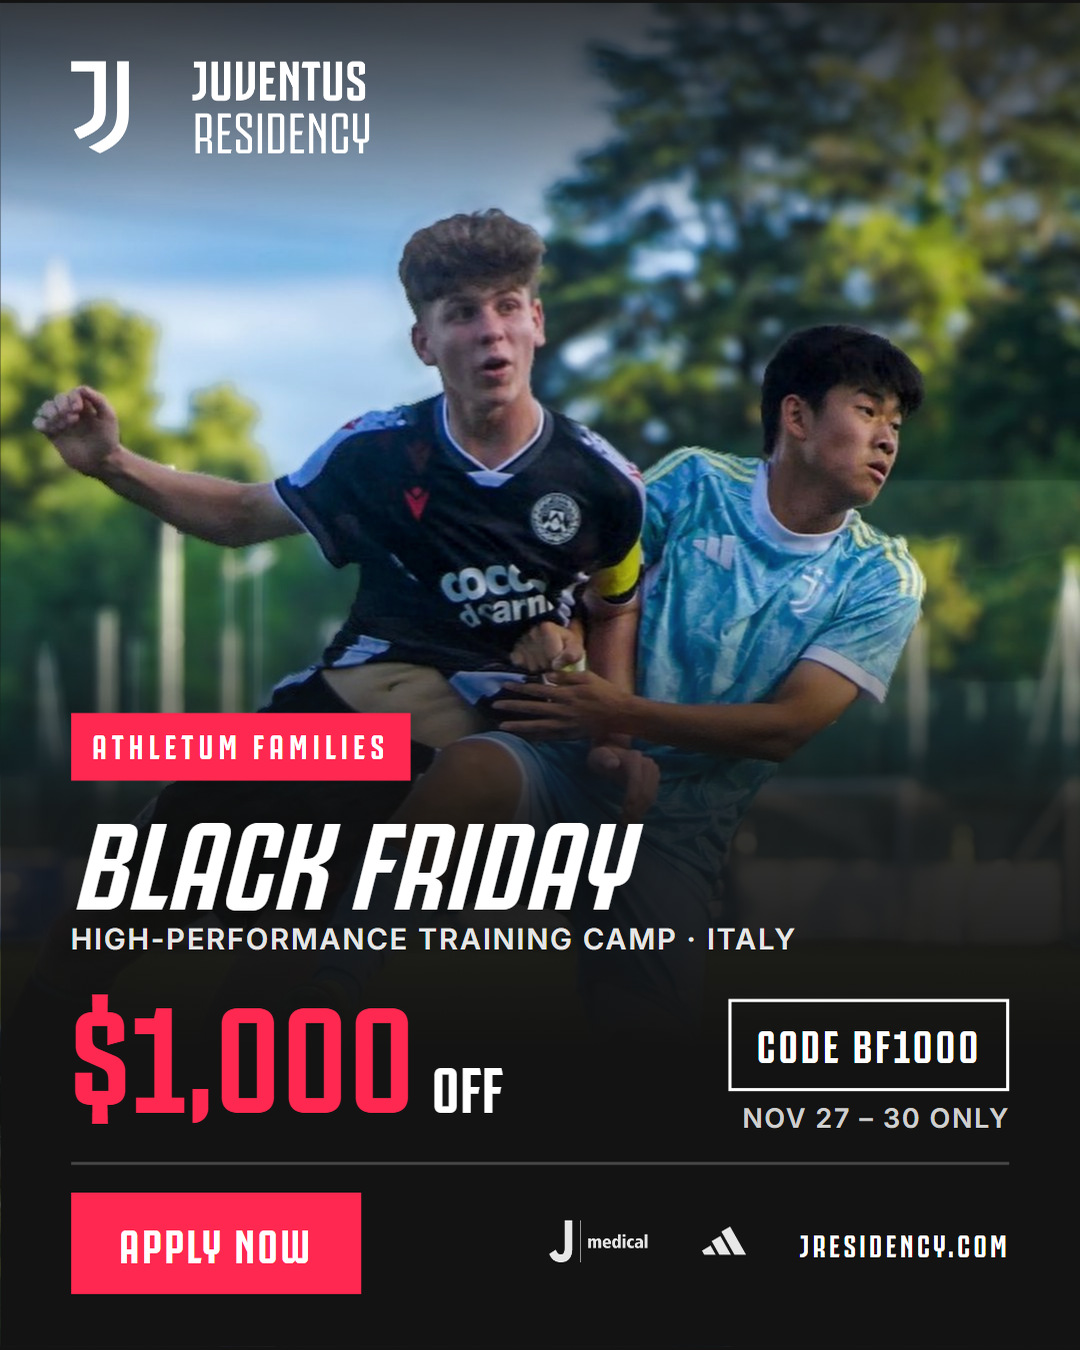 JUVENTUS
RESIDENCY
ATHLETUM FAMILIES
BLACK FRIDAY
HIGH-PERFORMANCE TRAINING CAMP · ITALY
$1,000 OFF
CODE BF1000
NOV 27 – 30 ONLY
APPLY NOW
J medical
JRESIDENCY.COM